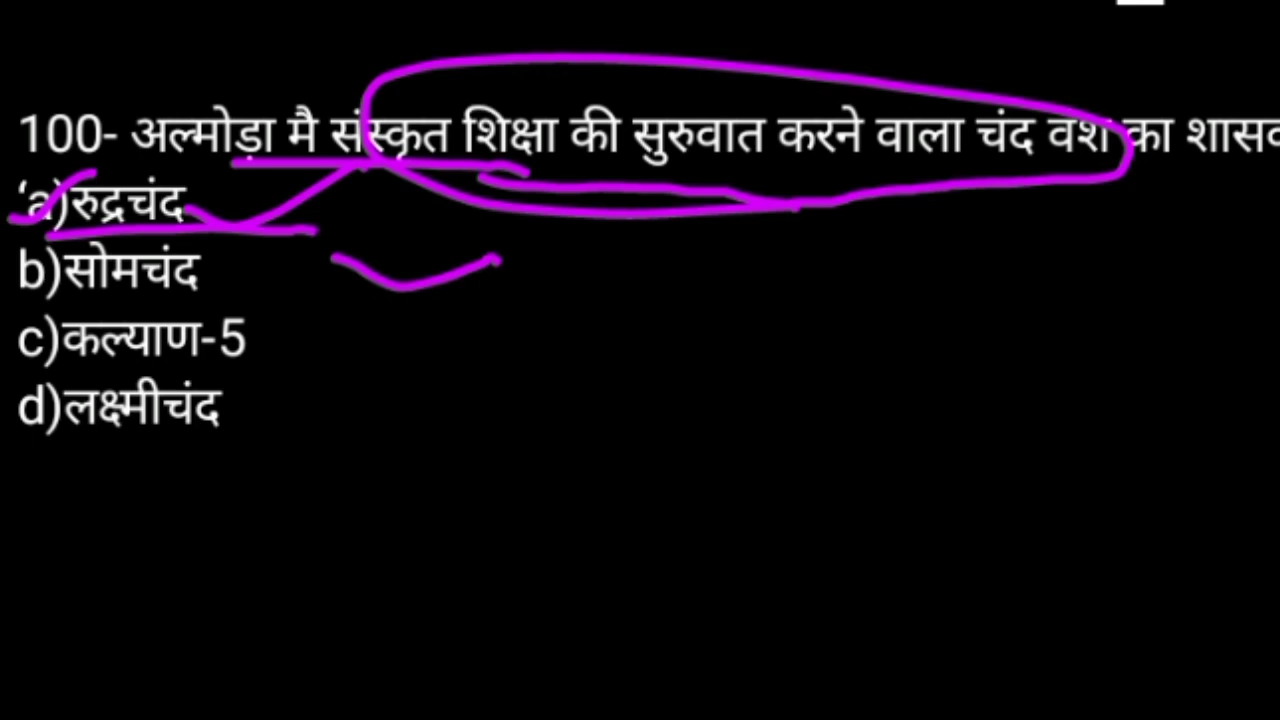 100- अल्मोड़ा मै संस्कृत शिक्षा की सुरुवात करने वाला चंद वंश का
'a)रुद्रचंद
b)सोमचंद
c)कल्याण-5
d)लक्ष्मीचंद